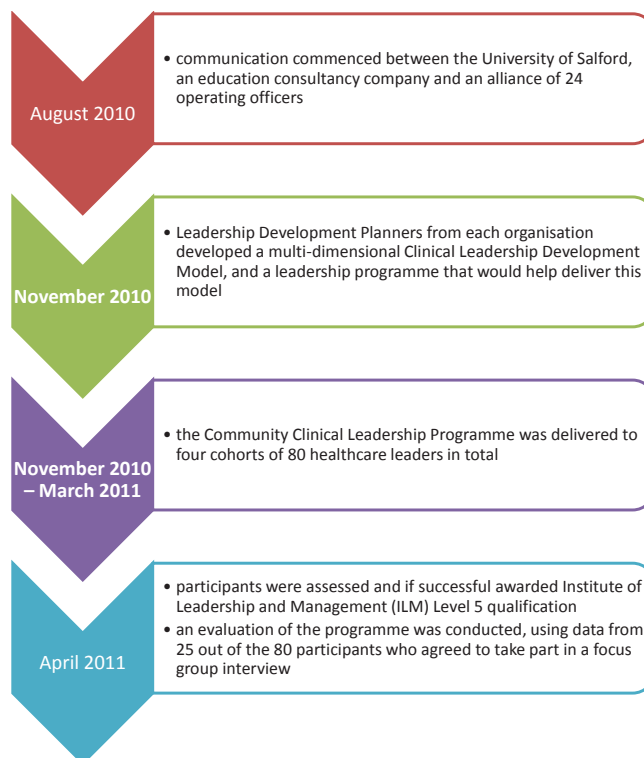 August 2010
• communication commenced between the University of Salford,
an education consultancy company and an alliance of 24
operating officers
November 2010
• Leadership Development Planners from each organisation
developed a multi-dimensional Clinical Leadership Development
Model, and a leadership programme that would help deliver this
model
November 2010
– March 2011
• the Community Clinical Leadership Programme was delivered to
four cohorts of 80 healthcare leaders in total
April 2011
• participants were assessed and if successful awarded Institute of
Leadership and Management (ILM) Level 5 qualification
• an evaluation of the programme was conducted, using data from
25 out of the 80 participants who agreed to take part in a focus
group interview